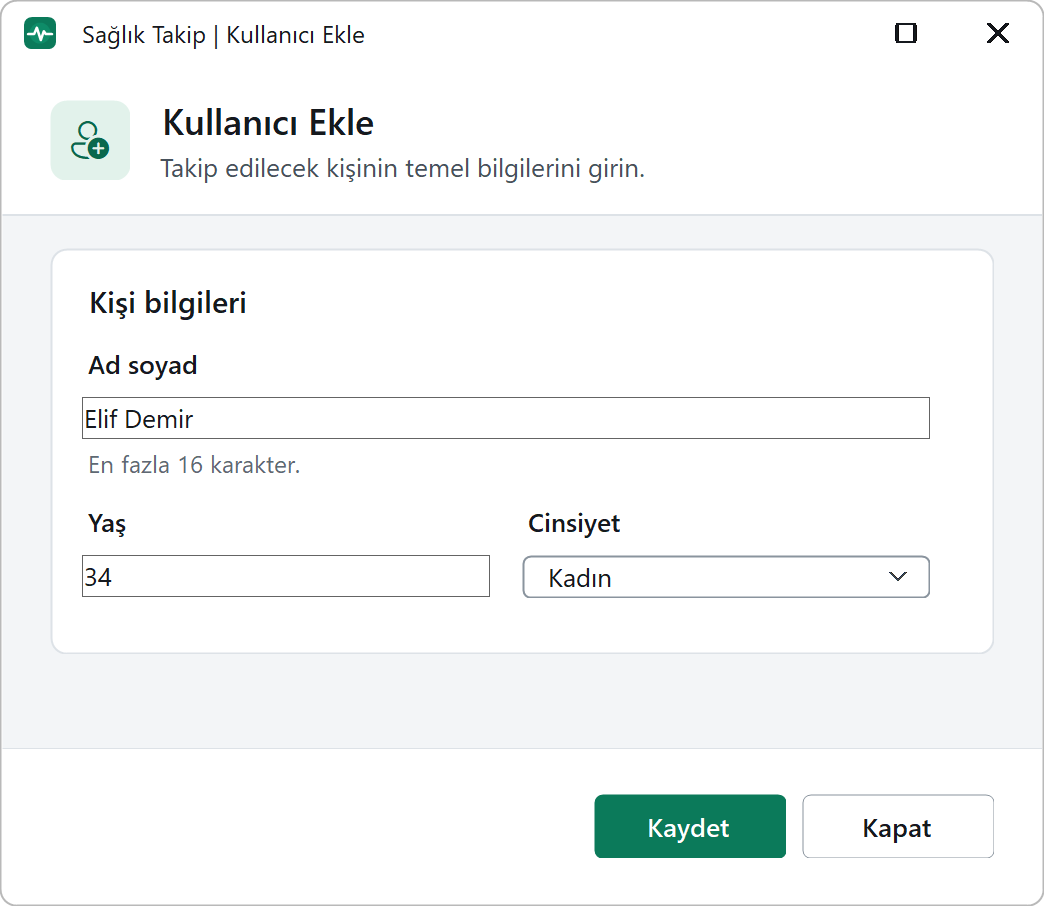 Sağlık Takip | Kullanıcı Ekle
Kullanıcı Ekle
Takip edilecek kişinin temel bilgilerini girin.
Kişi bilgileri
Ad soyad
Elif Demir
En fazla 16 karakter.
Yaş Cinsiyet
34 Kadın
Kaydet Kapat